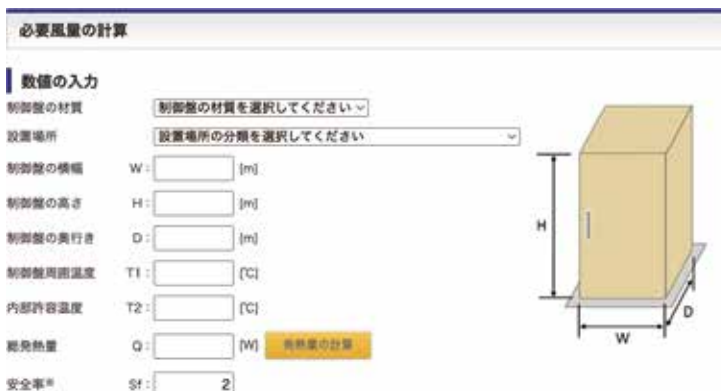 必要風量の計算
数値の入力
制御盤の材質 制御盤の材質を選択してください
設置場所 設置場所の分類を選択してください
制御盤の横幅 W : [m]
制御盤の高さ H : [m]
制御盤の奥行き D : [m]
制御盤周囲温度 T1 : [℃]
内部許容温度 T2 : [℃]
総発熱量 Q : [W] 発熱量の計算
安全率※ Sf : 2
H
W
D